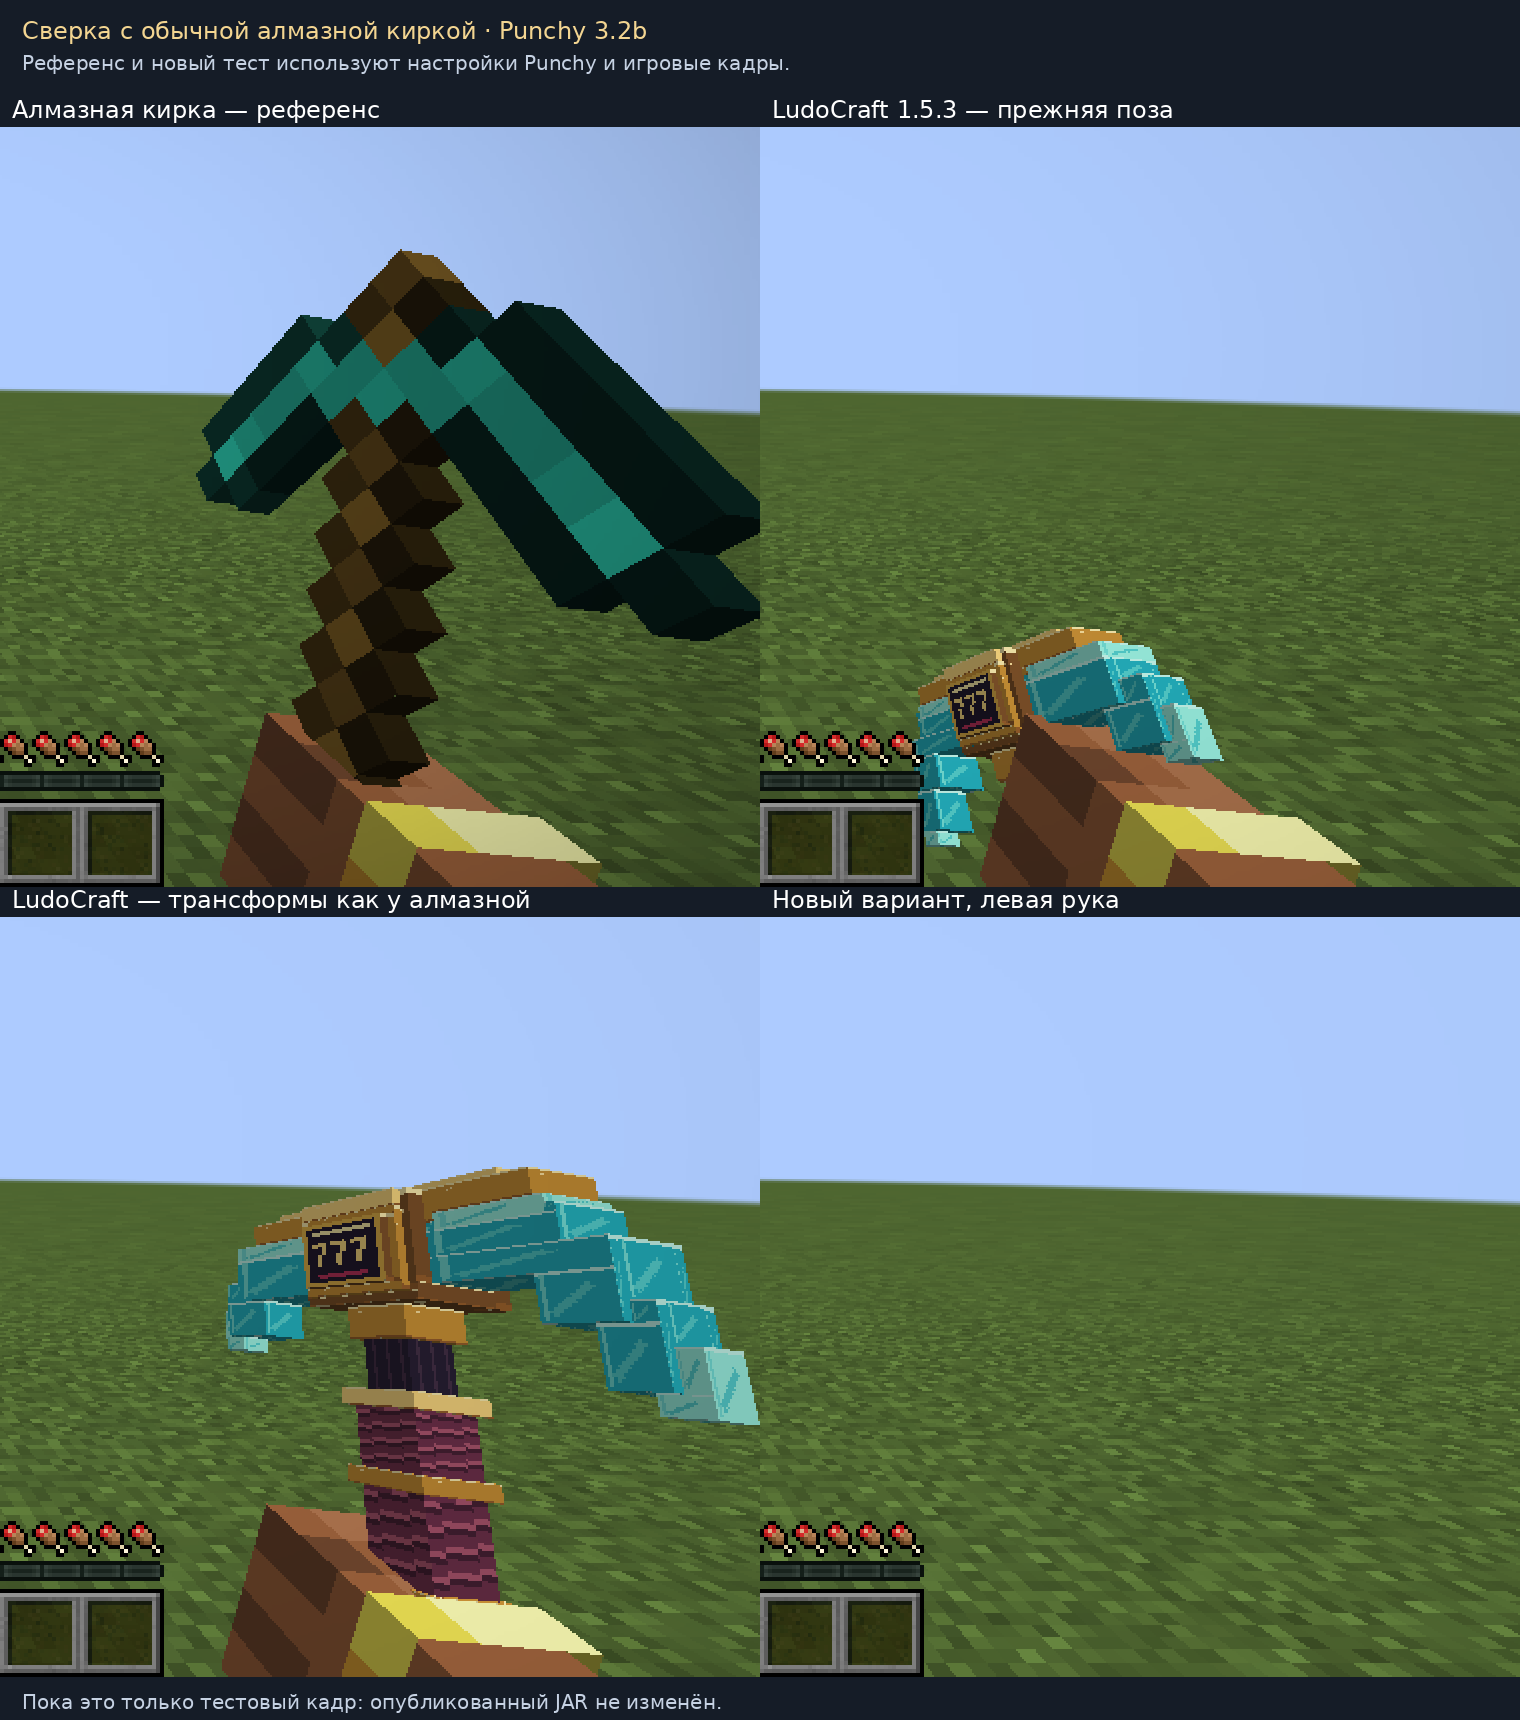 Сверка с обычной алмазной киркой · Punchy 3.2b
Референс и новый тест используют настройки Punchy и игровые кадры.
Алмазная кирка — референс
LudoCraft 1.5.3 — прежняя поза
777
LudoCraft — трансформы как у алмазной
Новый вариант, левая рука
777
Пока это только тестовый кадр: опубликованный JAR не изменён.